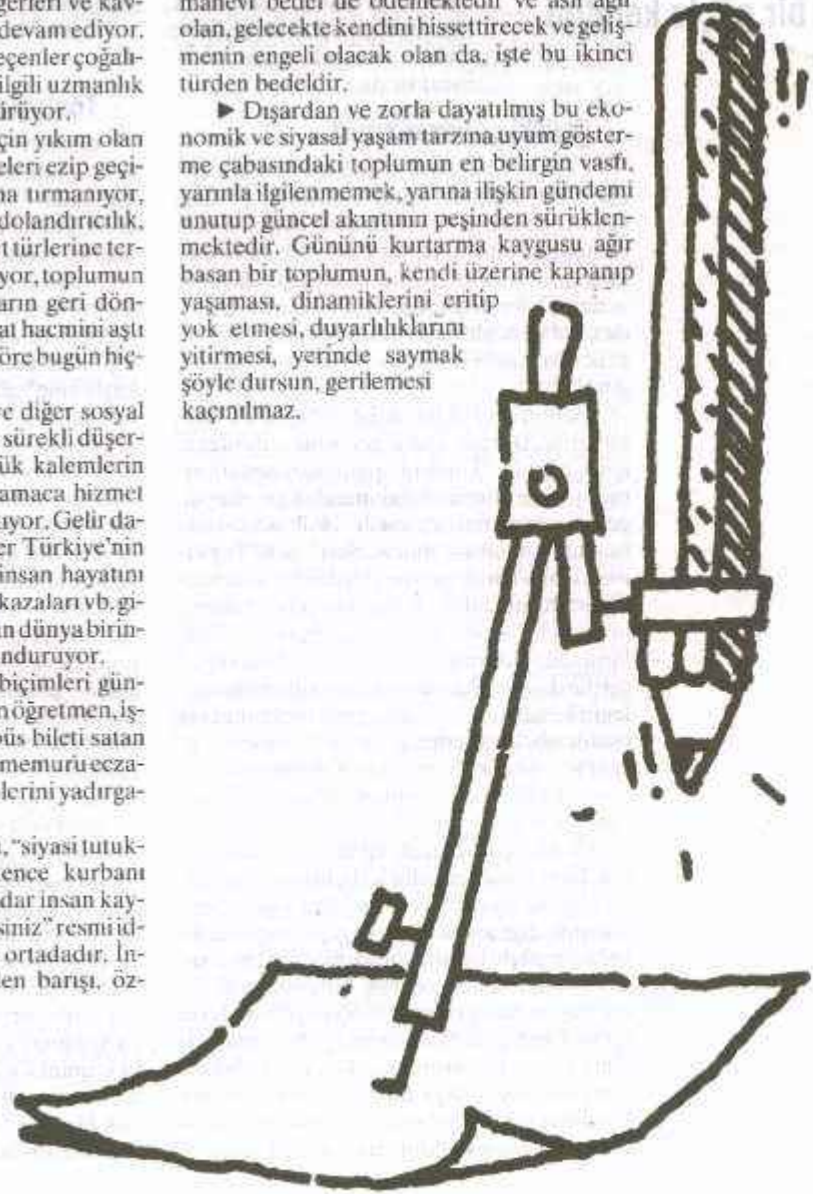 ğerleri ve kav-
devam ediyor.
eçenler çoğalı-
ilgili uzmanlık
ürüyor.
çin yıkım olan
eleri ezip geçi-
na tırmanıyor,
dolandırıcılık,
t türlerine ter-
yor, toplumun
arın geri dön-
at hacmini aştı
öre bugün hiç-
e diğer sosyal
sürekli düşer-
ük kalemlerin
amaca hizmet
ıyor. Gelir da-
er Türkiye'nin
insan hayatını
kazaları vb. gi-
ın dünya birin-
nduruyor.
biçimleri gün-
n öğretmen, iş-
büs bileti satan
memuru ecza-
lerini yadırga-
i, "siyasi tutuk-
ence kurbanı
dar insan kay-
siniz" resmi id-
ortadadır. İn-
den barışı, öz-
manevi bedel de ödemektedir ve asıl ağır
olan, gelecekte kendini hissettirecek ve geliş-
menin engeli olacak olan da, işte bu ikinci
türden bedeldir.
► Dışardan ve zorla dayatılmış bu eko-
nomik ve siyasal yaşam tarzına uyum göster-
me çabasındaki toplumun en belirgin vasfı,
yarınla ilgilenmemek, yarına ilişkin gündemi
unutup güncel akıntının peşinden sürüklen-
mektedir. Gününü kurtarma kaygusu ağır
basan bir toplumun, kendi üzerine kapanıp
yaşaması, dinamiklerini eritip
yok etmesi, duyarlılıklarını
yitirmesi, yerinde saymak
şöyle dursun, gerilemesi
kaçınılmaz.